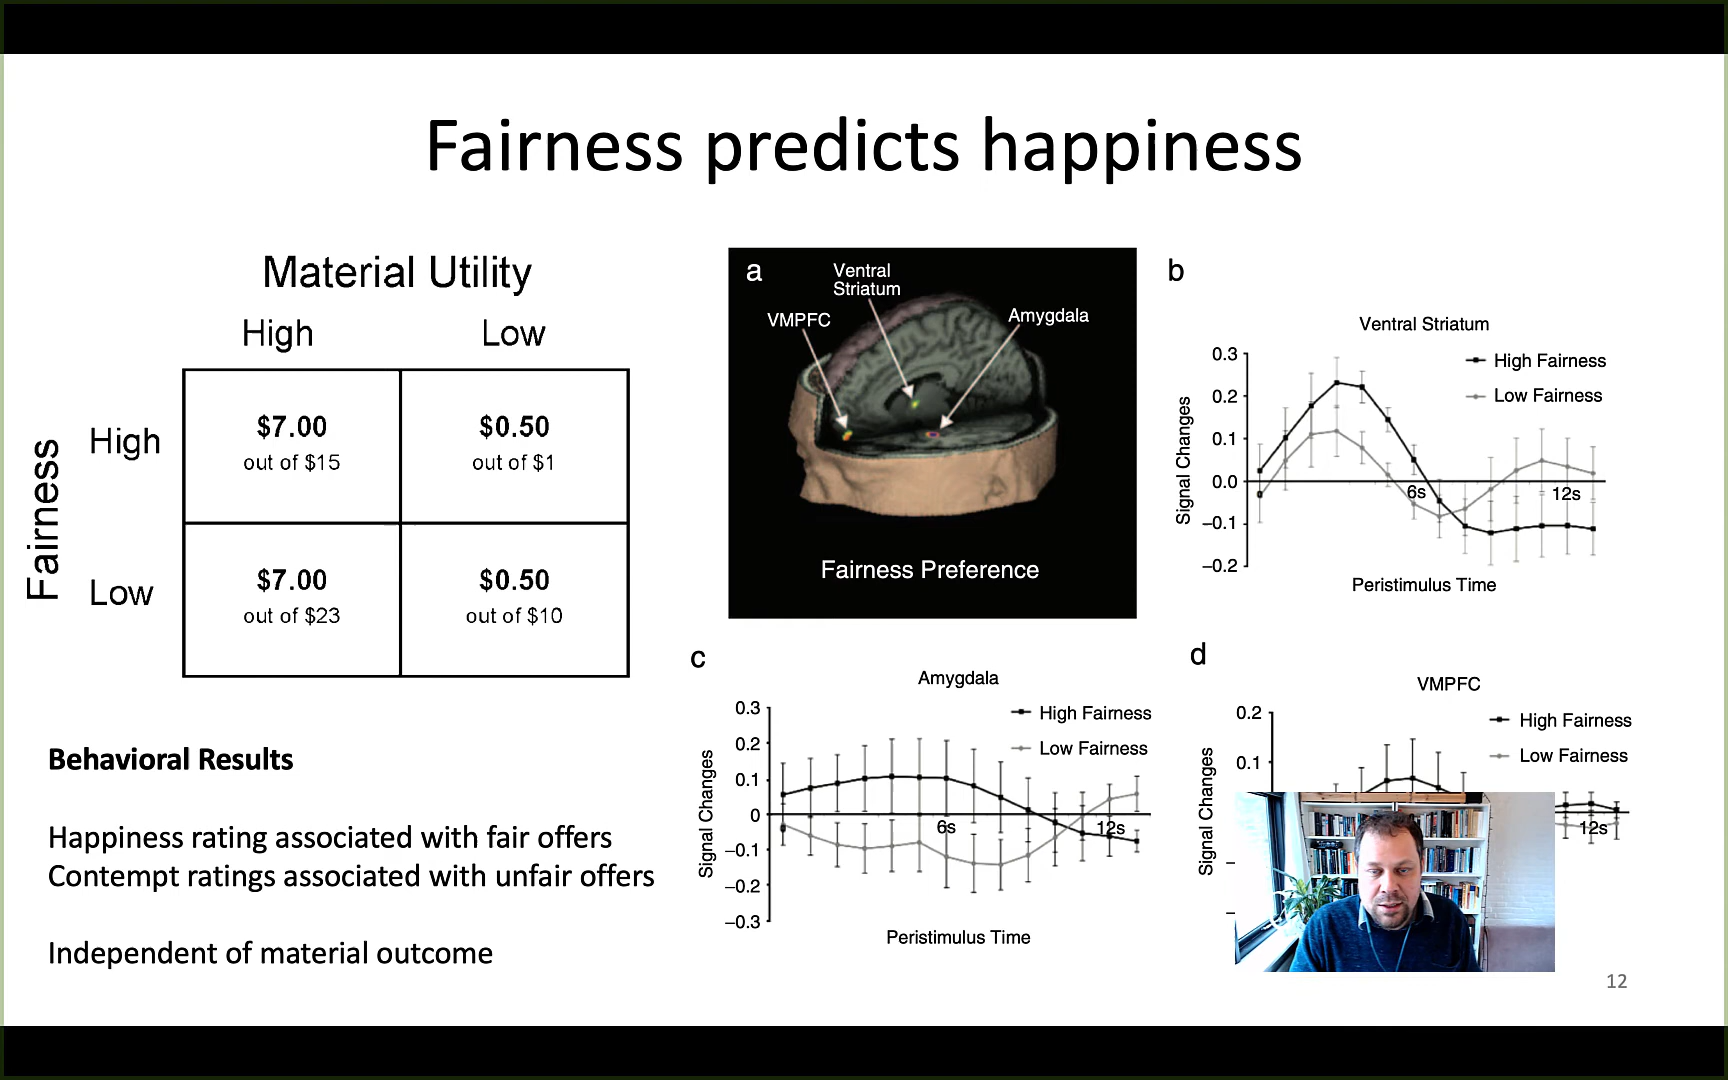 Fairness predicts happiness
Material Utility
High
Low
Fairness
High
$7.00
out of $15
$0.50
out of $1
Low
$7.00
out of $23
$0.50
out of $10
Behavioral Results
Happiness rating associated with fair offers
Contempt ratings associated with unfair offers
Independent of material outcome
a
Ventral
Striatum
VMPFC
Amygdala
Fairness Preference
b
Ventral Striatum
High Fairness
Low Fairness
Signal Changes
0.3
0.2
0.1
0.0
–0.1
–0.2
6s
12s
Peristimulus Time
c
Amygdala
High Fairness
Low Fairness
Signal Changes
0.3
0.2
0.1
0
–0.1
–0.2
–0.3
6s
12s
Peristimulus Time
d
VMPFC
High Fairness
Low Fairness
Signal Changes
0.2
0.1
–
–
12s
12